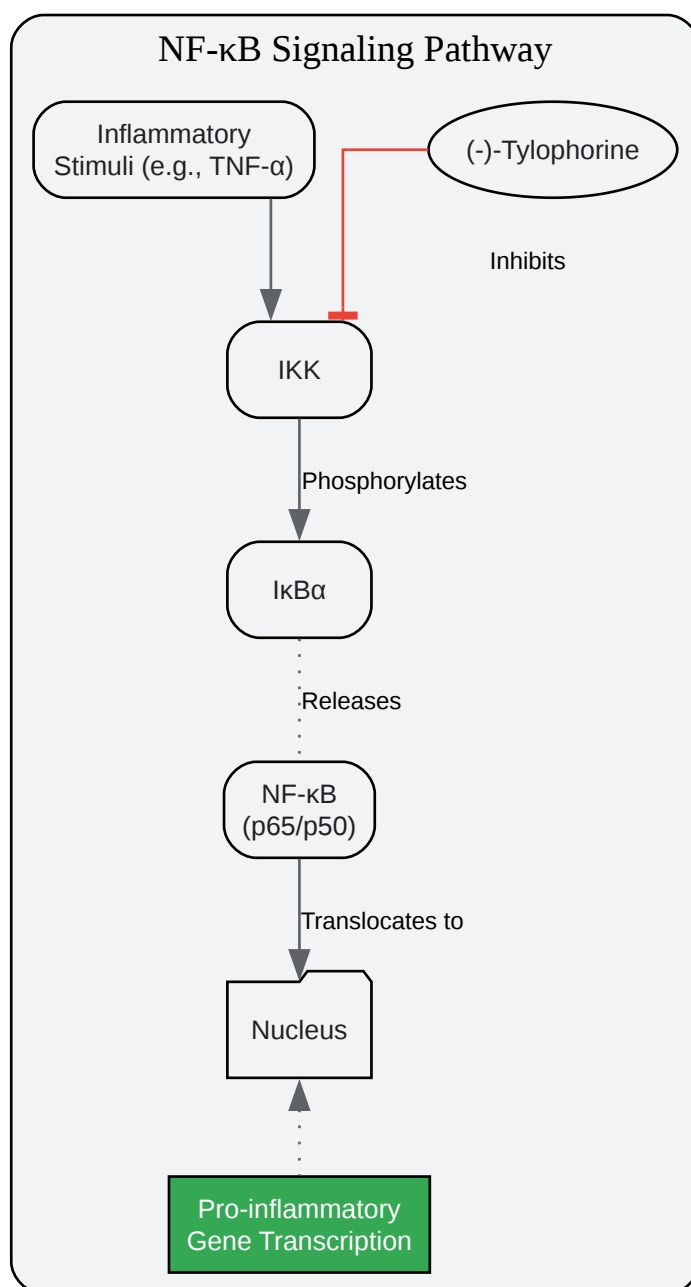 NF-κB Signaling Pathway
Inflammatory
Stimuli (e.g., TNF-α)
(-)-Tylophorine
Inhibits
IKK
Phosphorylates
IκBα
Releases
NF-κB
(p65/p50)
Translocates to
Nucleus
Pro-inflammatory
Gene Transcription